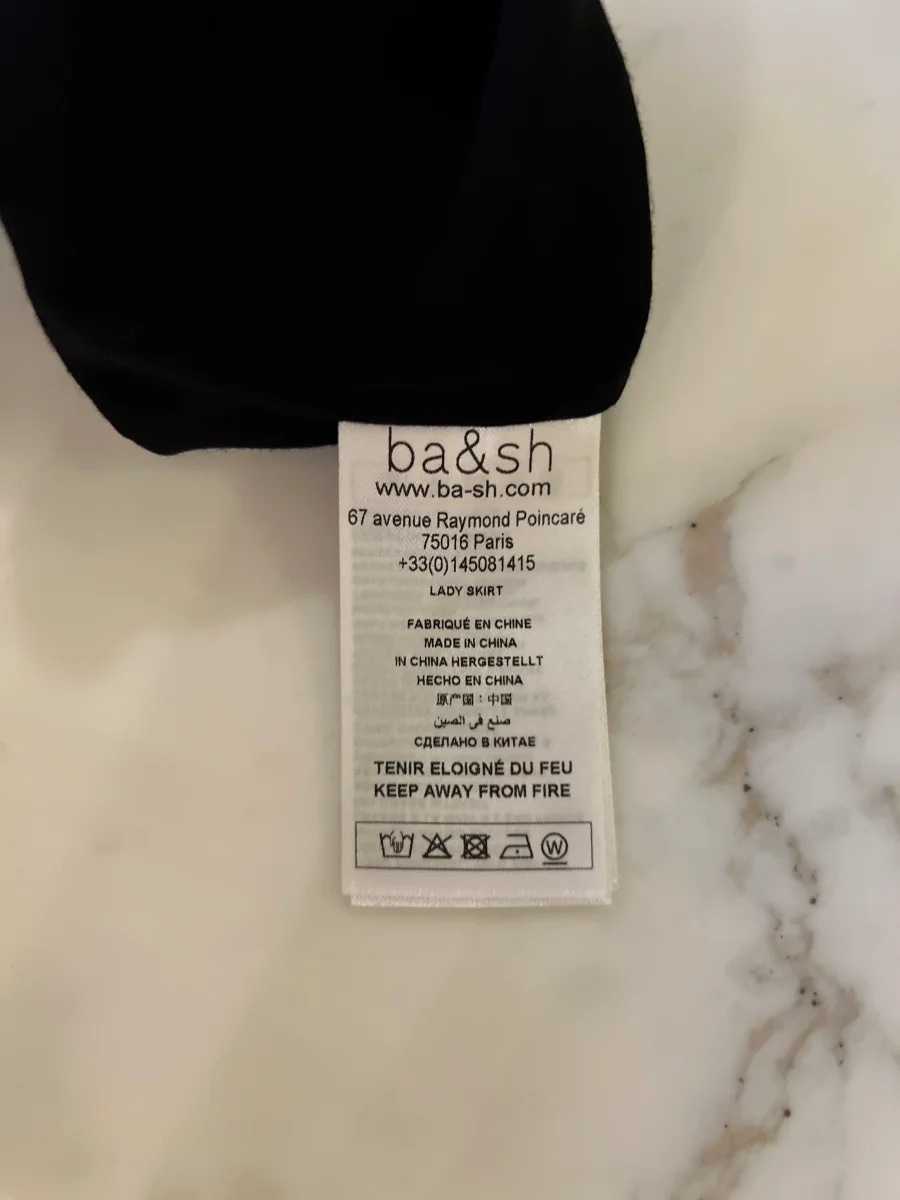 ba&sh
www.ba-sh.com
67 avenue Raymond Poincaré
75016 Paris
+33(0)145081415
LADY SKIRT
FABRIQUÉ EN CHINE
MADE IN CHINA
IN CHINA HERGESTELLT
HECHO EN CHINA
原产国：中国
صنع في الصين
СДЕЛАНО В КИТАЕ
TENIR ELOIGNÉ DU FEU
KEEP AWAY FROM FIRE
W